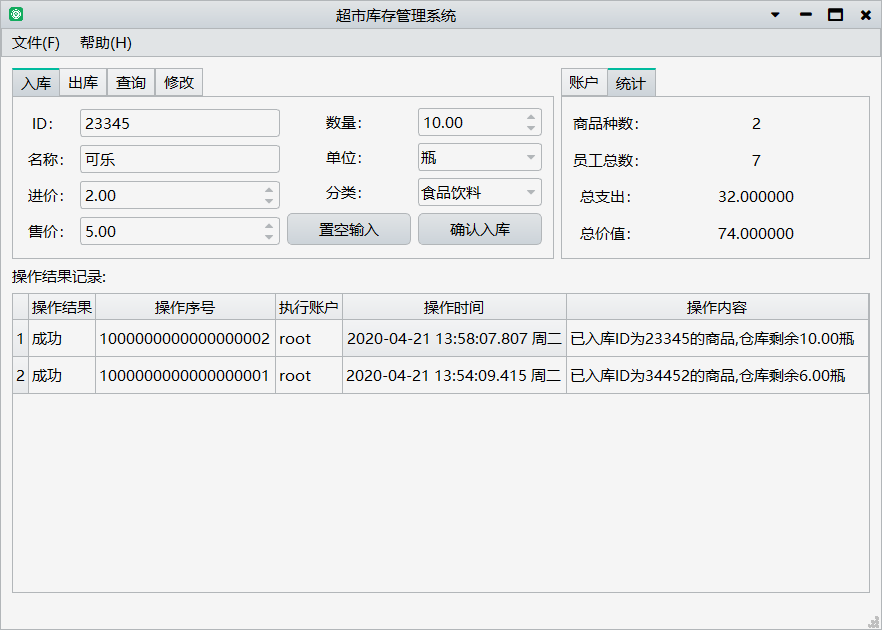 超市库存管理系统
文件(F) 帮助(H)
入库 出库 查询 修改
ID: 23345 数量: 10.00
名称: 可乐 单位: 瓶
进价: 2.00 分类: 食品饮料
售价: 5.00 置空输入 确认入库
账户 统计
商品种数: 2
员工总数: 7
总支出: 32.000000
总价值: 74.000000
操作结果记录:
操作结果 操作序号 执行账户 操作时间 操作内容
1 成功 1000000000000000002 root 2020-04-21 13:58:07.807 周二 已入库ID为23345的商品,仓库剩余10.00瓶
2 成功 1000000000000000001 root 2020-04-21 13:54:09.415 周二 已入库ID为34452的商品,仓库剩余6.00瓶